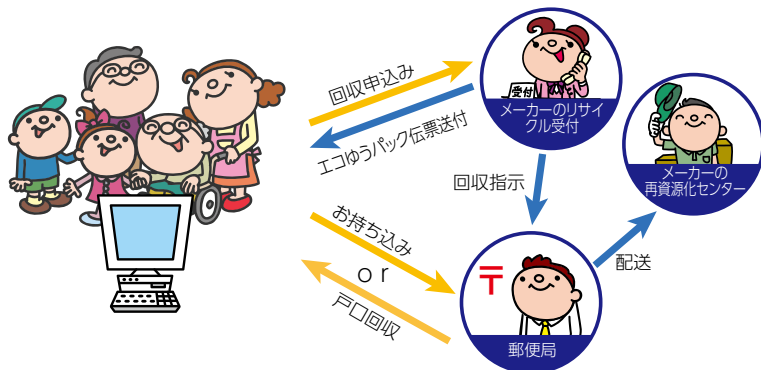 回収申込み
エコゆうパック伝票送付
受付
メーカーのリサイ
クル受付
メーカーの
再資源化センター
回収指示
お持ち込み
or
戸口回収
〒
配送
郵便局